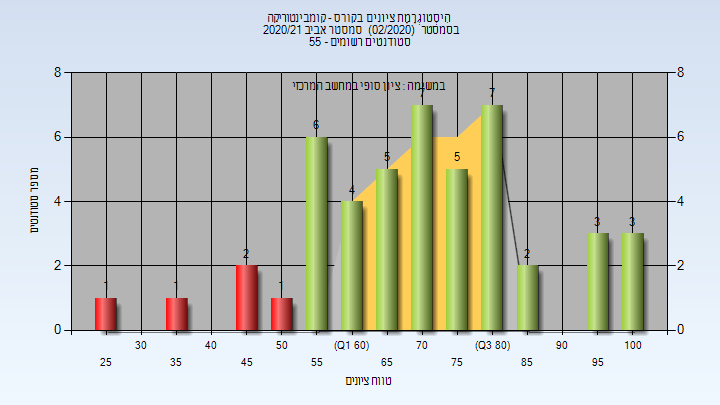 היסטוגרמת ציונים בקורס - קומבינטוריקה
בסמסטר (02/2020) סמסטר אביב 2020/21
סטודנטים רשומים - 55
במשימה : ציון סופי במחשב המרכזי
8 8
6 6
4 4
2 2
0 0
1 1 2 1 6 4 5 7 5 7 2 3 3
מספר סטודנטים
30 40 50 (Q1 60) 70 (Q3 80) 90 100
25 35 45 55 65 75 85 95
טווח ציונים